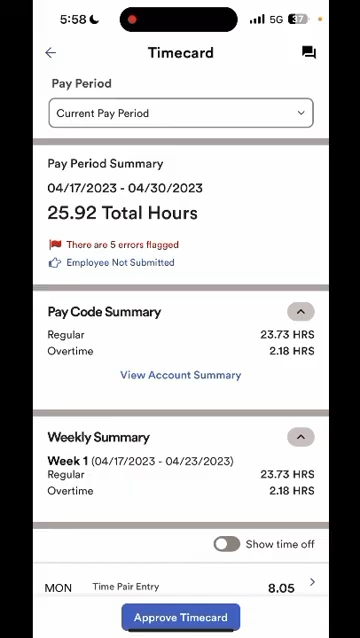 5:58 5G 37
Timecard
Pay Period
Current Pay Period
Pay Period Summary
04/17/2023 - 04/30/2023
25.92 Total Hours
There are 5 errors flagged
Employee Not Submitted
Pay Code Summary
Regular 23.73 HRS
Overtime 2.18 HRS
View Account Summary
Weekly Summary
Week 1 (04/17/2023 - 04/23/2023)
Regular 23.73 HRS
Overtime 2.18 HRS
Show time off
MON Time Pair Entry 8.05
Approve Timecard